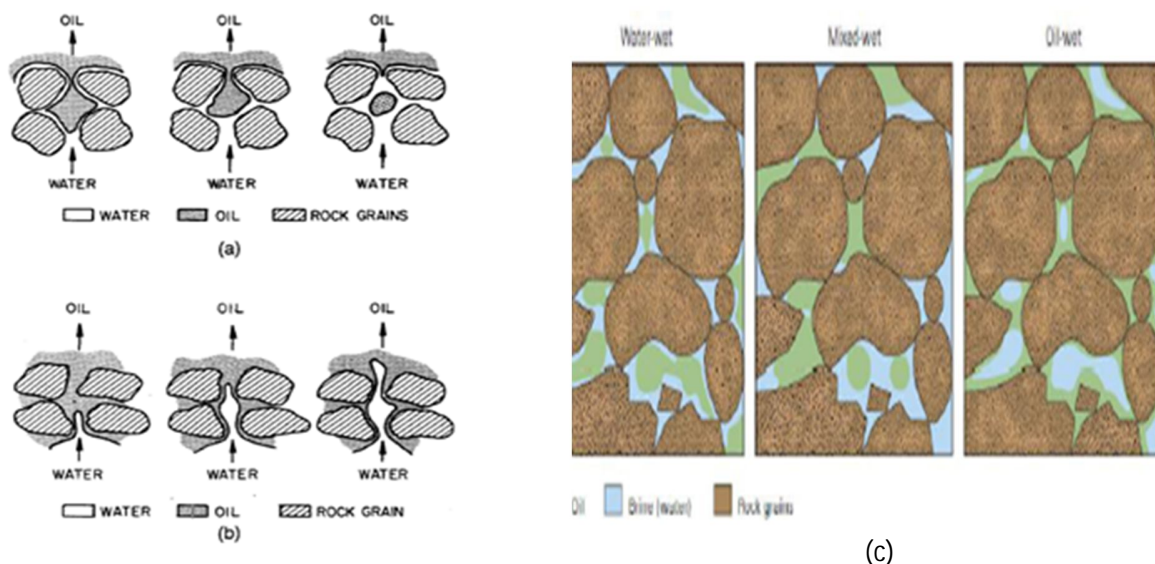 OIL OIL OIL
WATER WATER WATER
WATER OIL ROCK GRAINS
(a)
OIL OIL OIL
WATER WATER WATER
WATER OIL ROCK GRAIN
(b)
Water-wet Mixed-wet Oil-wet
Oil Brine (water) Rock grains
(c)